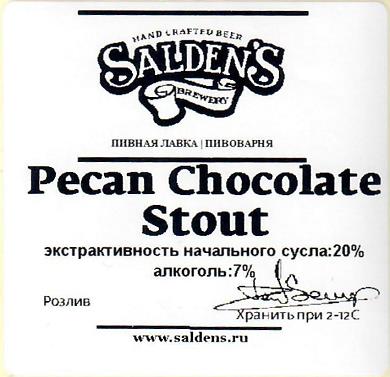 HAND CRAFTED BEER
SALDEN'S
BREWERY
ПИВНАЯ ЛАВКА | ПИВОВАРНЯ
Pecan Chocolate
Stout
экстрактивность начального сусла:20%
алкоголь:7%
Розлив
Хранить при 2-12С
www.saldens.ru